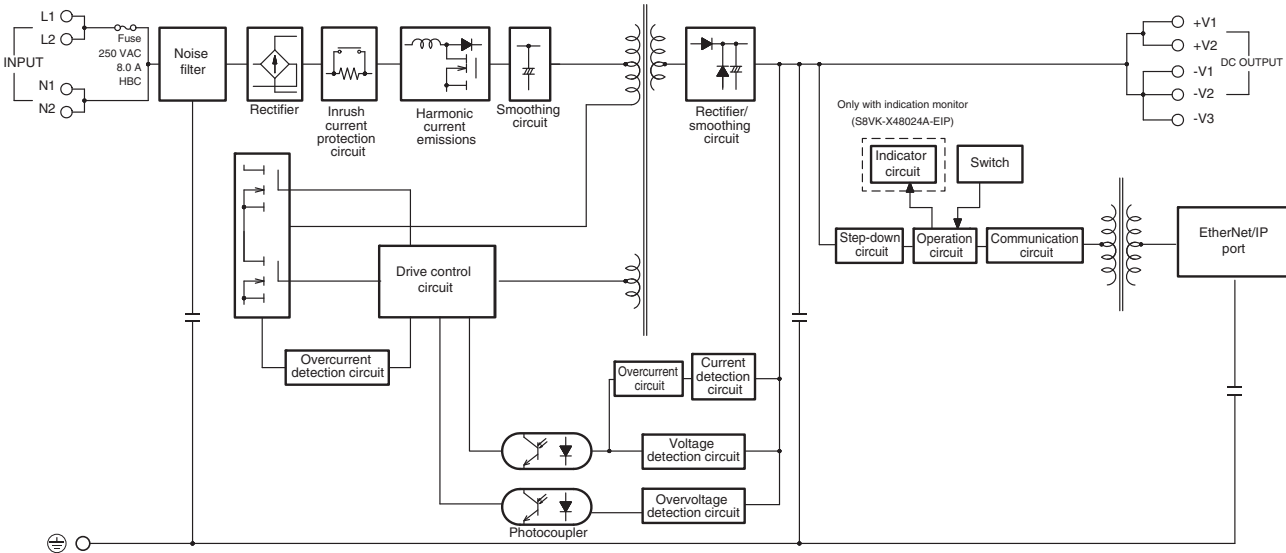 L1
L2
INPUT
N1
N2
Fuse
250 VAC
8.0 A
HBC
Noise
filter
Rectifier
Inrush
current
protection
circuit
Harmonic
current
emissions
Smoothing
circuit
Rectifier/
smoothing
circuit
+V1
+V2
DC OUTPUT
-V1
-V2
-V3
Only with indication monitor
(S8VK-X48024A-EIP)
Indicator
circuit
Switch
Step-down
circuit
Operation
circuit
Communication
circuit
EtherNet/IP
port
Drive control
circuit
Overcurrent
detection circuit
Overcurrent
circuit
Current
detection
circuit
Voltage
detection circuit
Overvoltage
detection circuit
Photocoupler